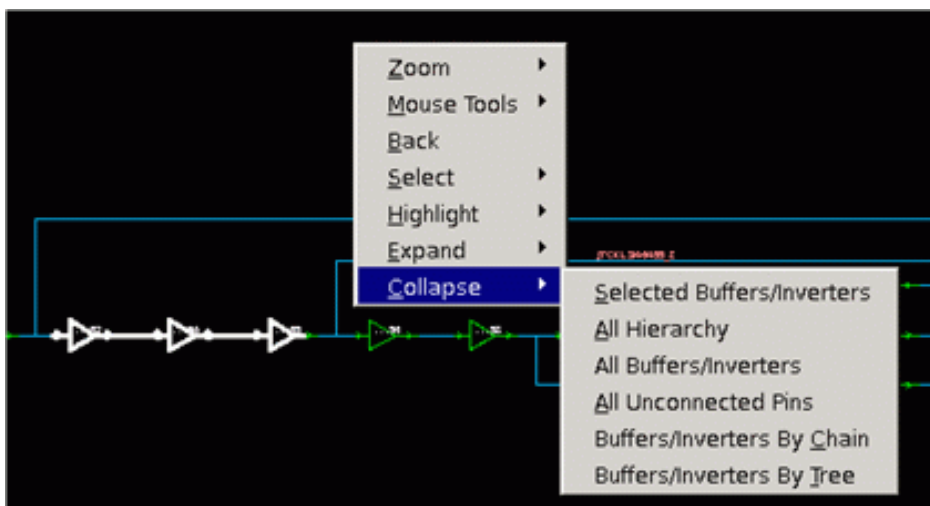 Zoom
Mouse Tools
Back
Select
Highlight
Expand
Collapse
Selected Buffers/Inverters
All Hierarchy
All Buffers/Inverters
All Unconnected Pins
Buffers/Inverters By Chain
Buffers/Inverters By Tree